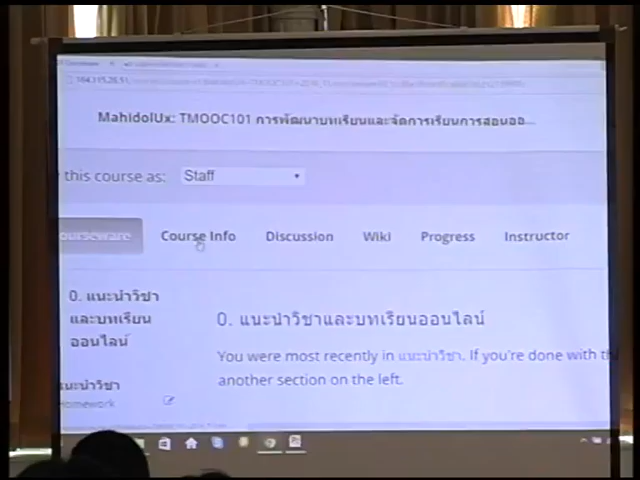 MahidolUx: TMOOC101 การพัฒนาบทเรียนและจัดการเรียนการสอนออ...
this course as: Staff
Courseware Course Info Discussion Wiki Progress Instructor
0. แนะนำวิชา
และบทเรียน
ออนไลน์
แนะนำวิชา
Homework
0. แนะนำวิชาและบทเรียนออนไลน์
You were most recently in แนะนำวิชา. If you're done with th
another section on the left.